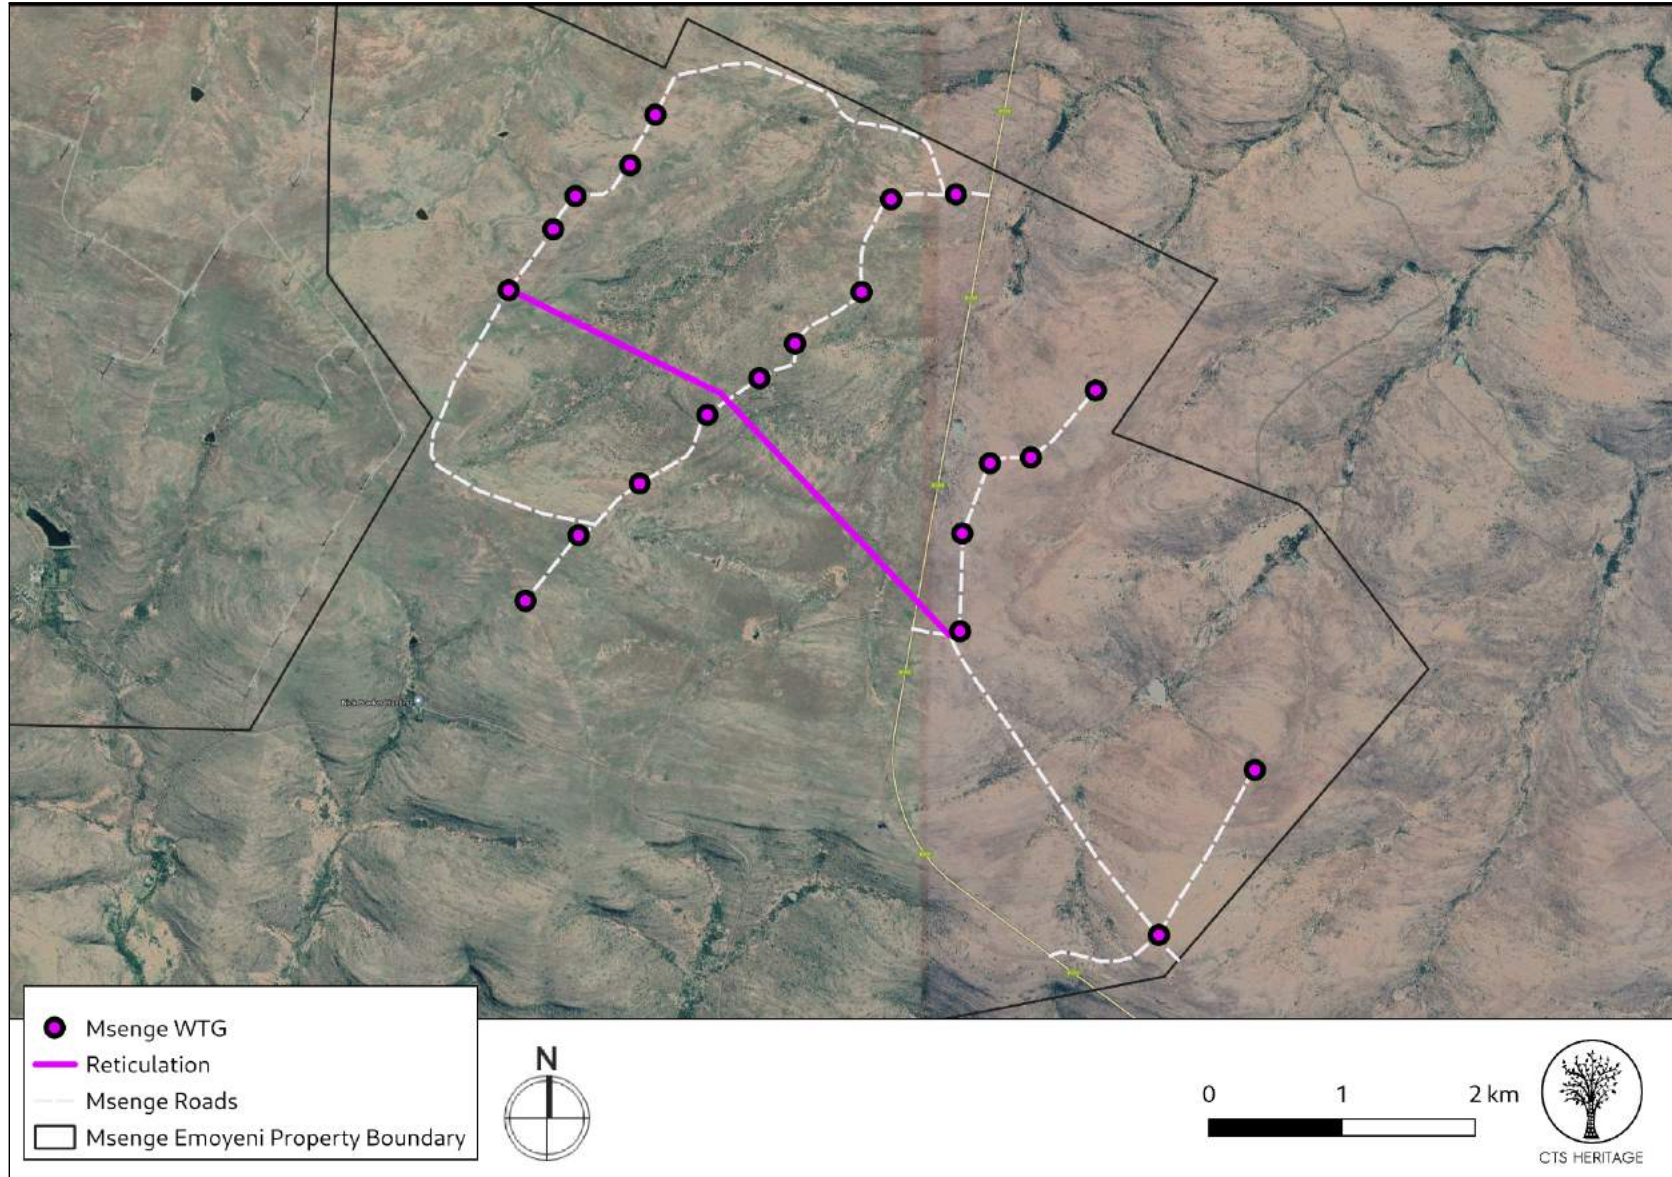 Msenge WTG
Reticulation
Msenge Roads
Msenge Emoyeni Property Boundary
N
0 1 2 km
CTS HERITAGE